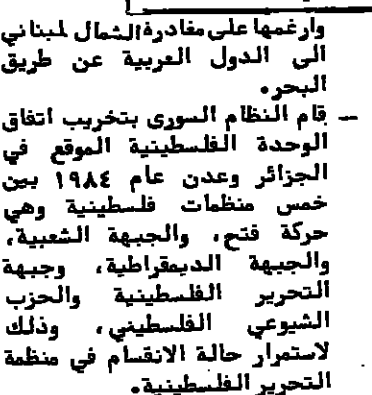 وارغمها على مغادرة الشمال لبناني
الى الدول العربية عن طريق
البحر.
– قام النظام السورى بتخريب اتفاق
الوحدة الفلسطينية الموقع في
الجزائر وعدن عام ١٩٨٤ بين
خمس منظمات فلسطينية وهي
حركة فتح، والجبهة الشعبية،
والجبهة الديمقراطية، وجبهة
التحرير الفلسطينية والحزب
الشيوعي الفلسطيني، وذلك
لاستمرار حالة الانقسام في منظمة
التحرير الفلسطينية.